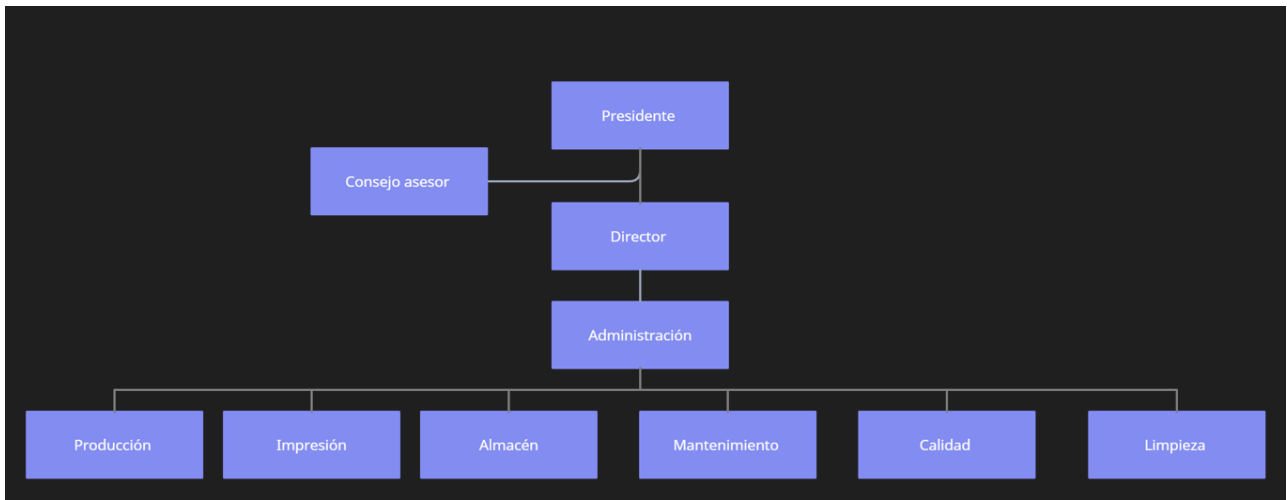 Presidente
Consejo asesor
Director
Administración
Producción
Impresión
Almacén
Mantenimiento
Calidad
Limpieza